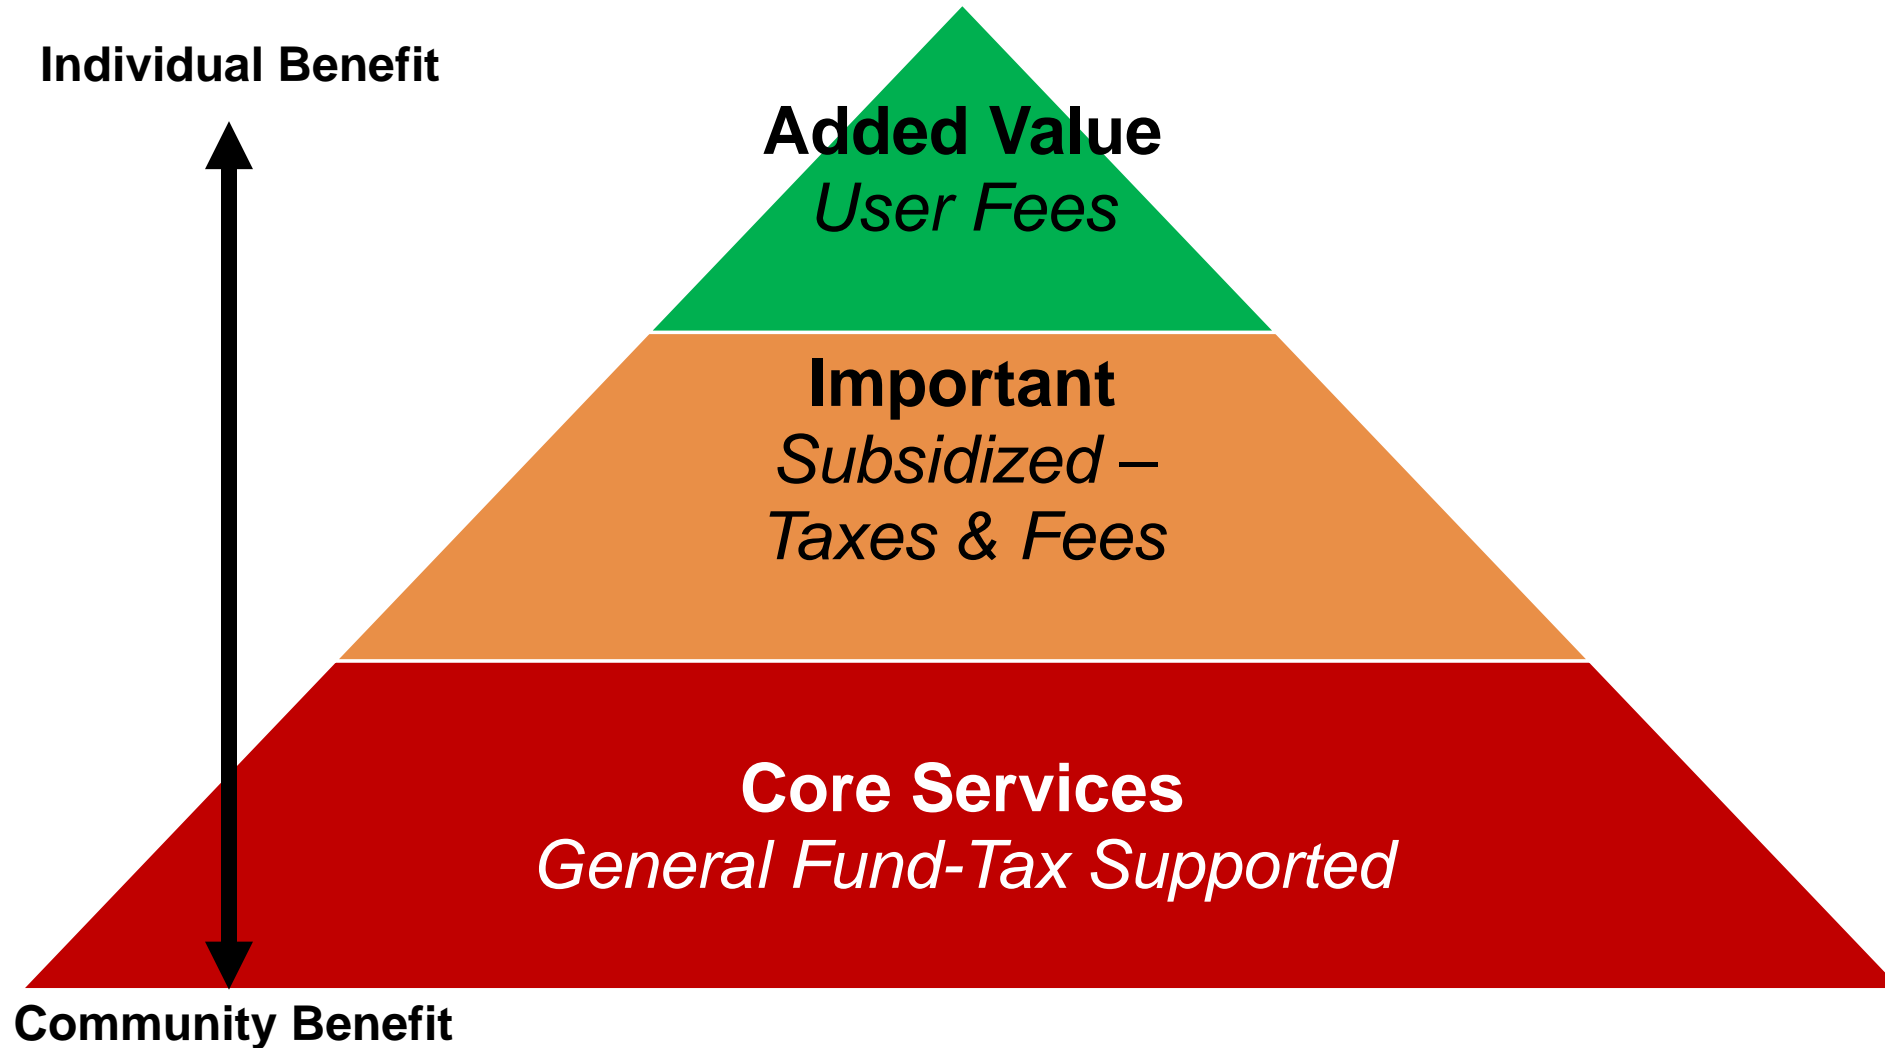 Individual Benefit
Added Value
User Fees
Important
Subsidized –
Taxes & Fees
Core Services
General Fund-Tax Supported
Community Benefit